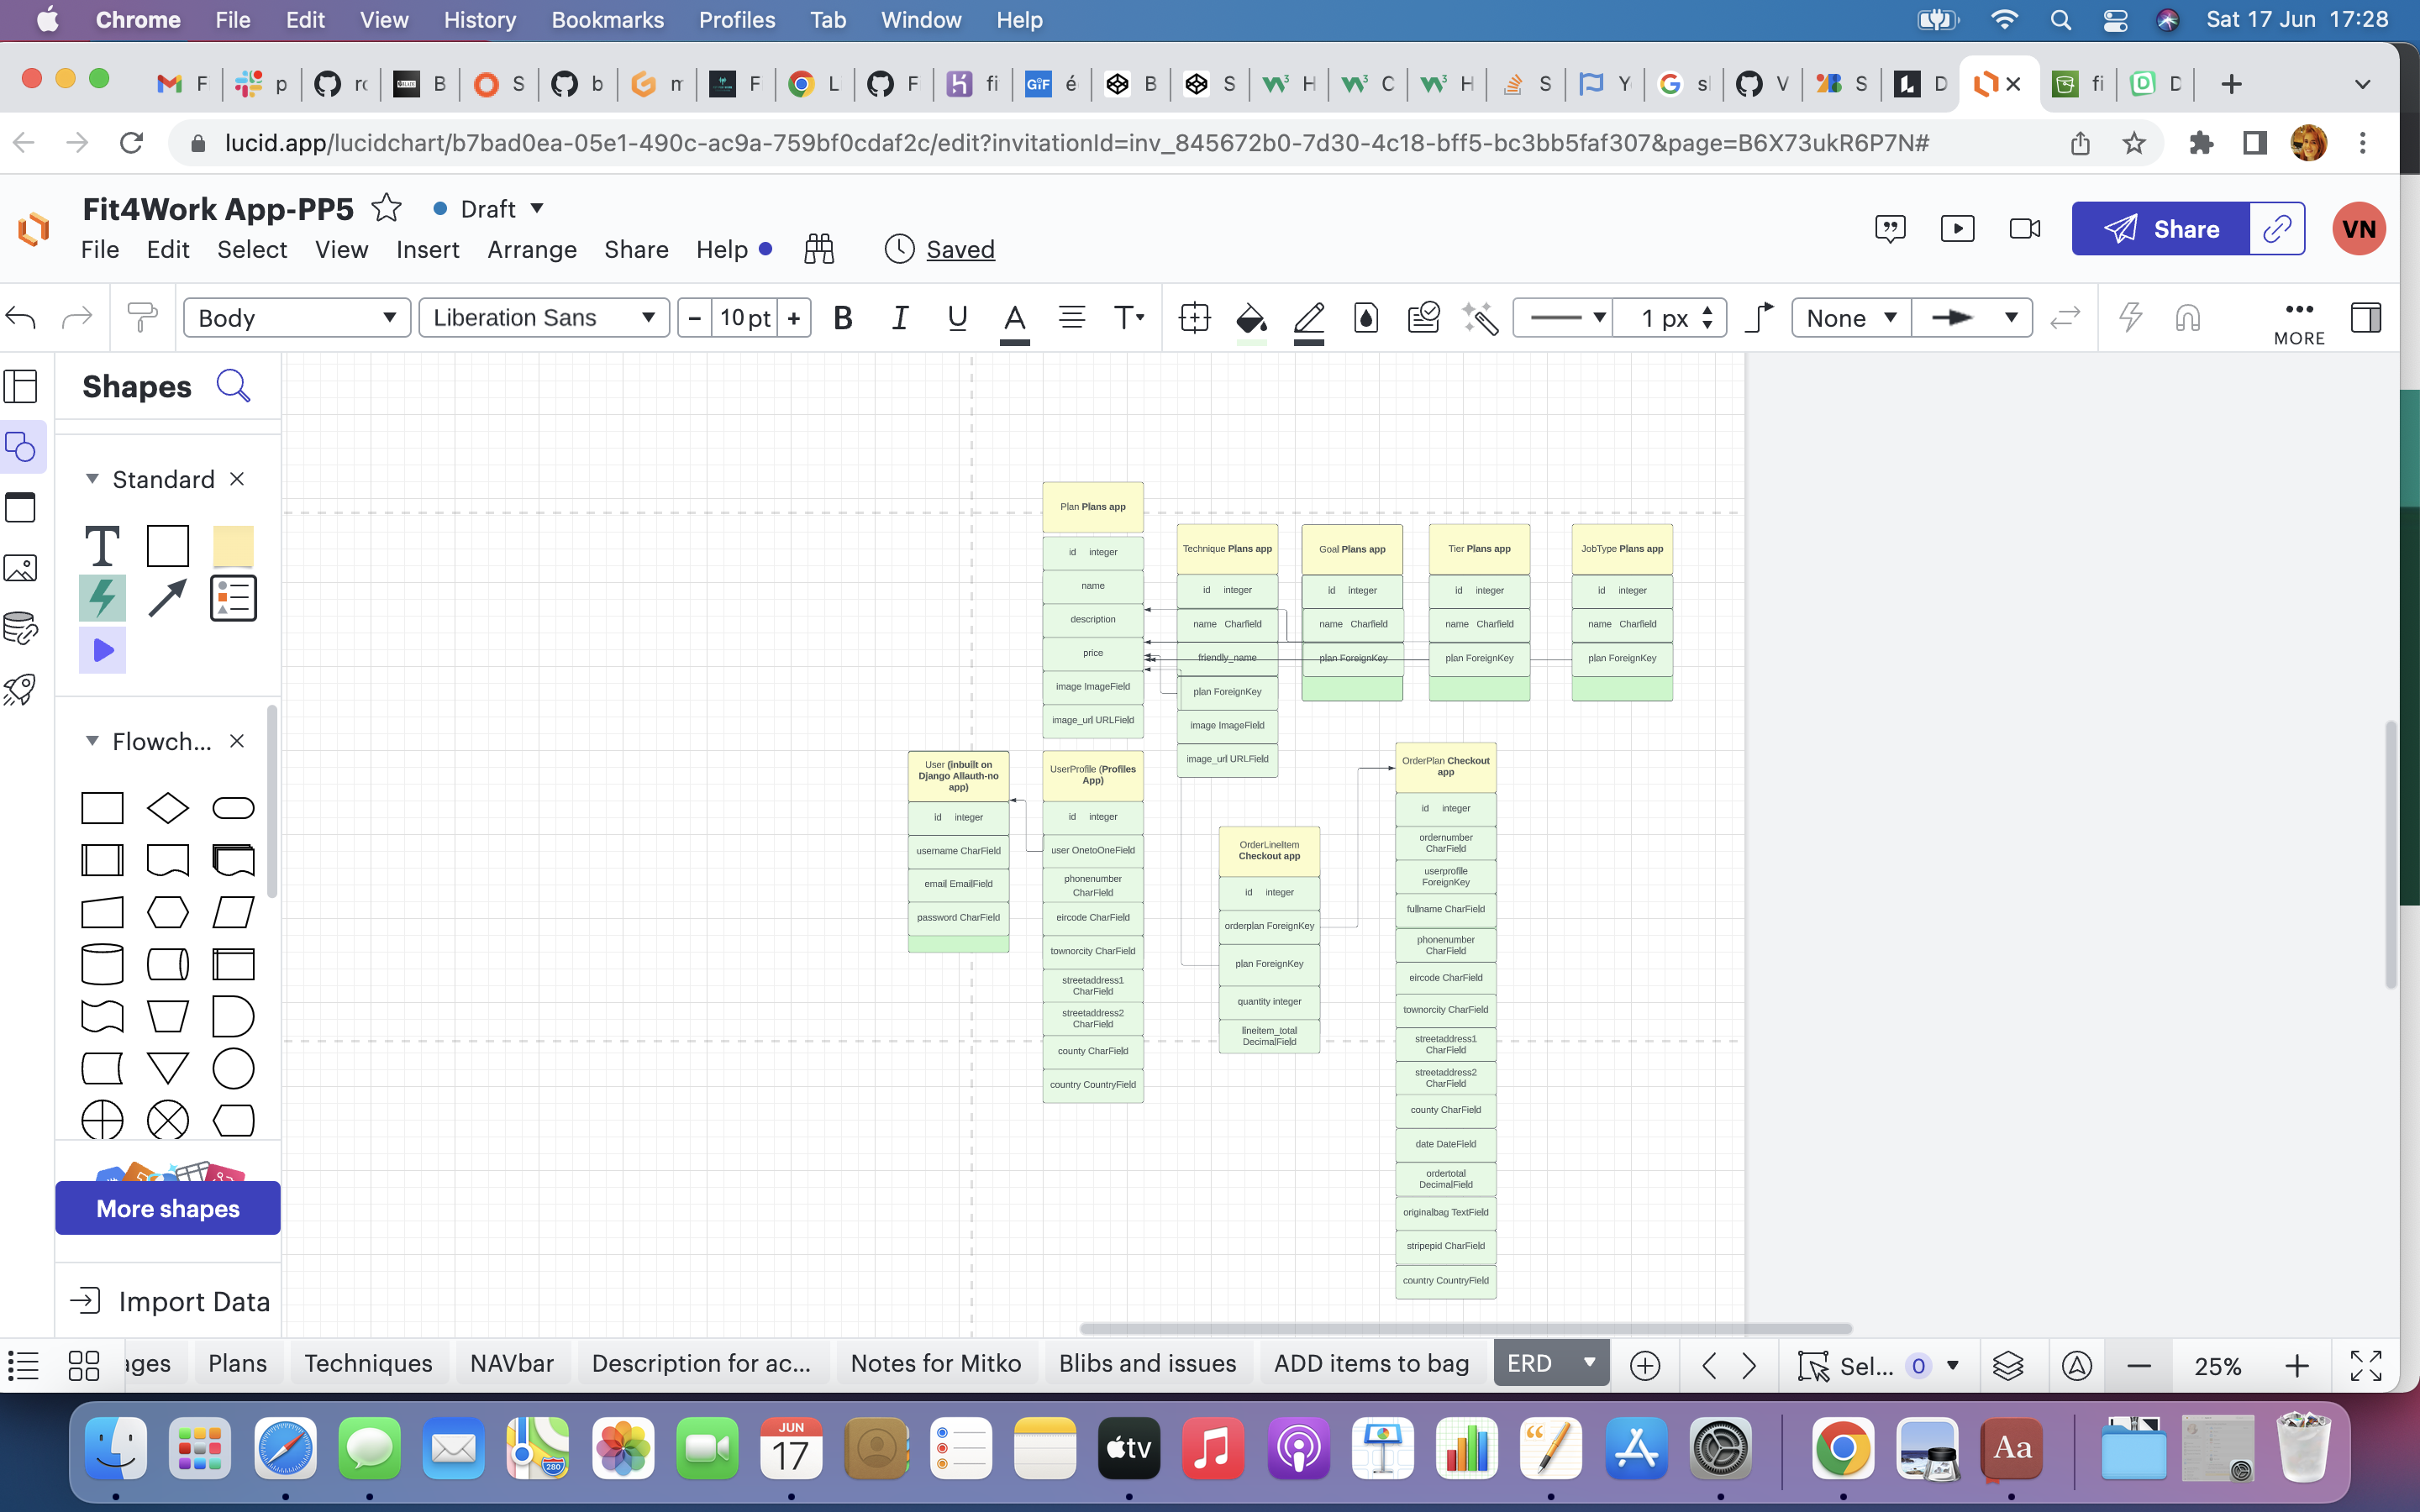 Chrome File Edit View History Bookmarks Profiles Tab Window Help Sat 17 Jun 17:28
F p B S b F L F fi GIF é B S H C H S Y V S D fi
lucid.app/lucidchart/b7bad0ea-05e1-490c-ac9a-759bf0cdaf2c/edit?invitationId=inv_845672b0-7d30-4c18-bff5-bc3bb5faf307&page=B6X73ukR6P7N#
Fit4Work App-PP5 Draft
File Edit Select View Insert Arrange Share Help Saved
Share VN
Body Liberation Sans - 10 pt + B I U A T 1 px None MORE
Shapes
Standard
T
Flowch...
More shapes
Import Data
Plan Plans app
id integer
name
description
price
image ImageField
image_url URLField
Technique Plans app
id integer
name Charfield
friendly_name
plan ForeignKey
image ImageField
image_url URLField
Goal Plans app
id integer
name Charfield
plan ForeignKey
Tier Plans app
id integer
name Charfield
plan ForeignKey
JobType Plans app
id integer
name Charfield
plan ForeignKey
User (inbuilt on
Django Allauth-no
app)
id integer
username CharField
email EmailField
password CharField
UserProfile (Profiles
App)
id integer
user OnetoOneField
phonenumber
CharField
eircode CharField
townorcity CharField
streetaddress1
CharField
streetaddress2
CharField
county CharField
country CountryField
OrderLineItem
Checkout app
id integer
orderplan ForeignKey
plan ForeignKey
quantity integer
lineitem_total
DecimalField
OrderPlan Checkout
app
id integer
ordernumber
CharField
userprofile
ForeignKey
fullname CharField
phonenumber
CharField
eircode CharField
townorcity CharField
streetaddress1
CharField
streetaddress2
CharField
county CharField
date DateField
ordertotal
DecimalField
originalbag TextField
stripepid CharField
country CountryField
ages Plans Techniques NAVbar Description for ac... Notes for Mitko Blibs and issues ADD items to bag ERD Sel... 0 25%
JUN
17
280
tv
Aa